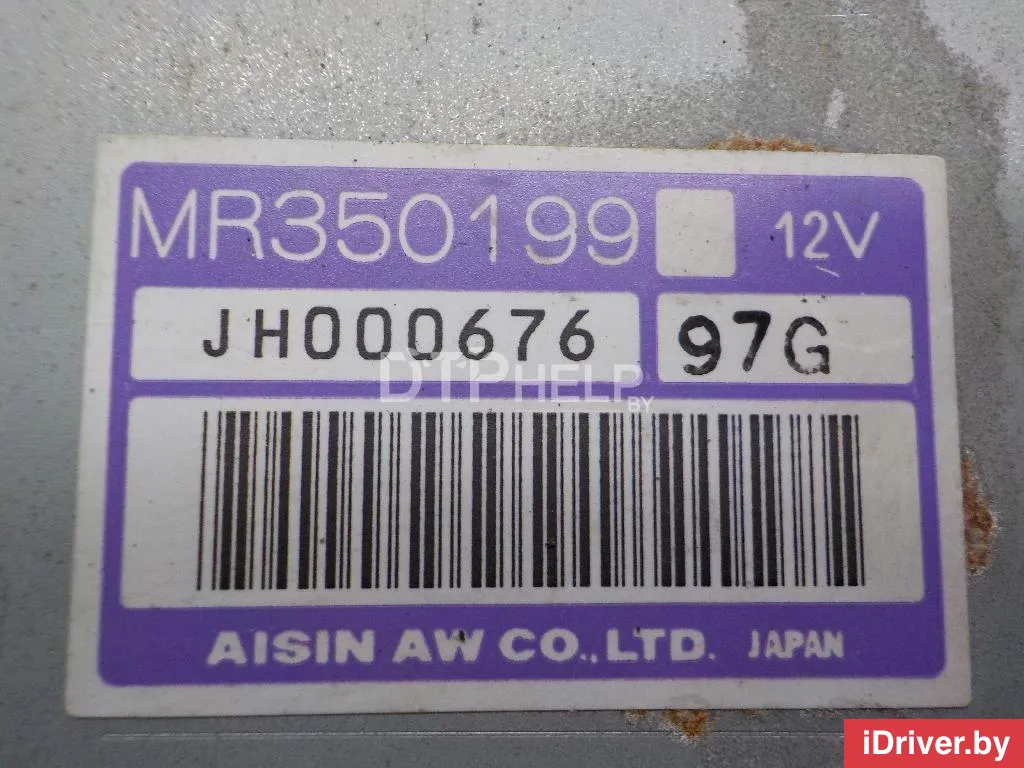 MR350199 12V
JH000676 97G
DTPHELP.BY
AISIN AW CO.,LTD. JAPAN
iDriver.by